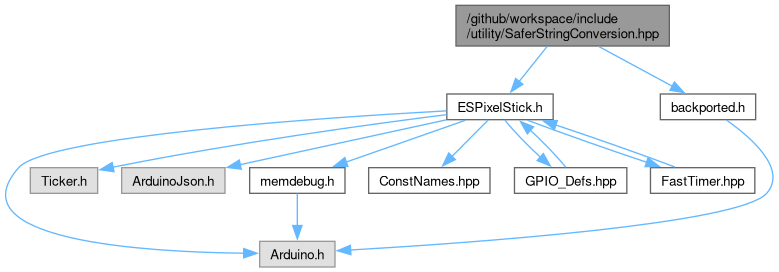 /github/workspace/include
/utility/SaferStringConversion.hpp
ESPixelStick.h
backported.h
Ticker.h
ArduinoJson.h
memdebug.h
ConstNames.hpp
GPIO_Defs.hpp
FastTimer.hpp
Arduino.h